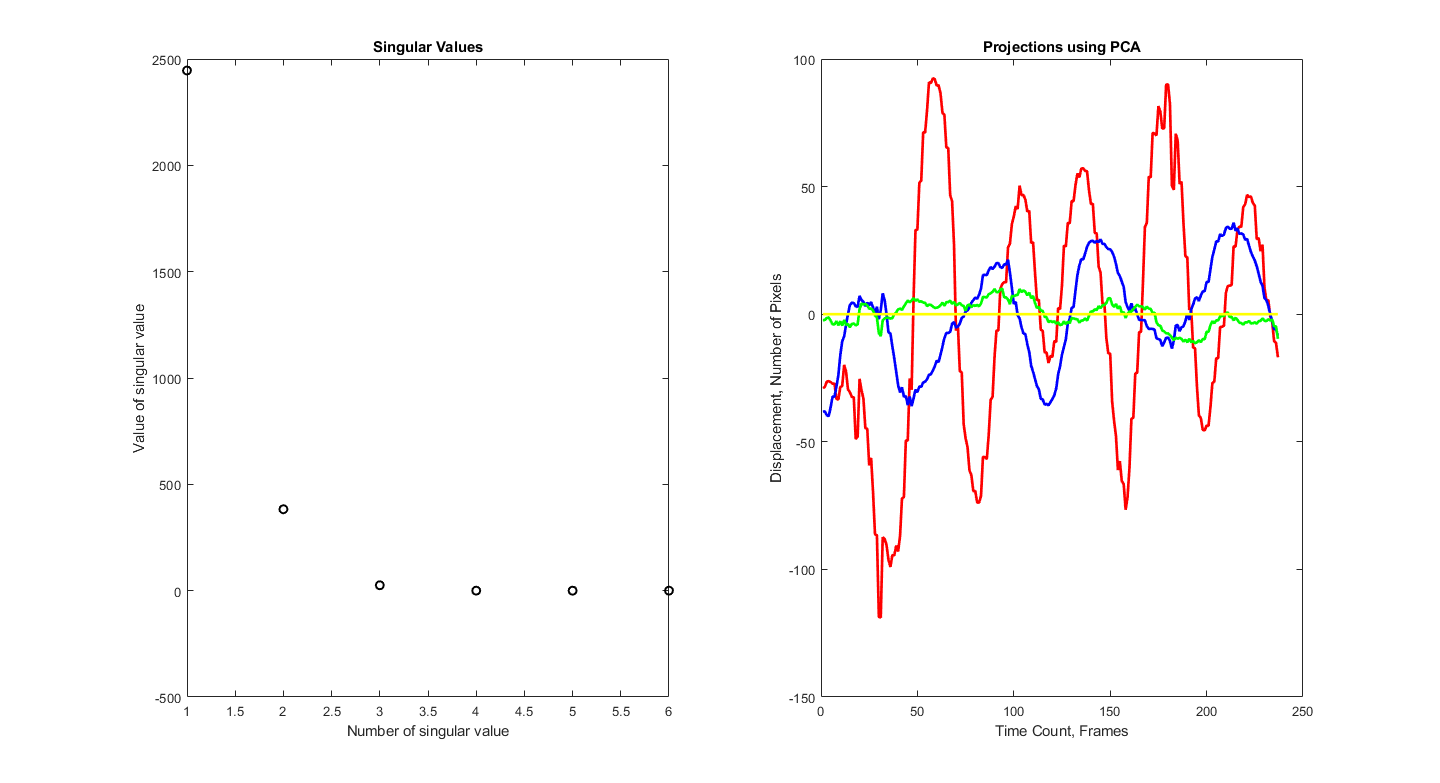 Singular Values
2500
2000
1500
1000
500
0
-500
Value of singular value
1 1.5 2 2.5 3 3.5 4 4.5 5 5.5 6
Number of singular value
Projections using PCA
100
50
0
-50
-100
-150
Displacement, Number of Pixels
0 50 100 150 200 250
Time Count, Frames